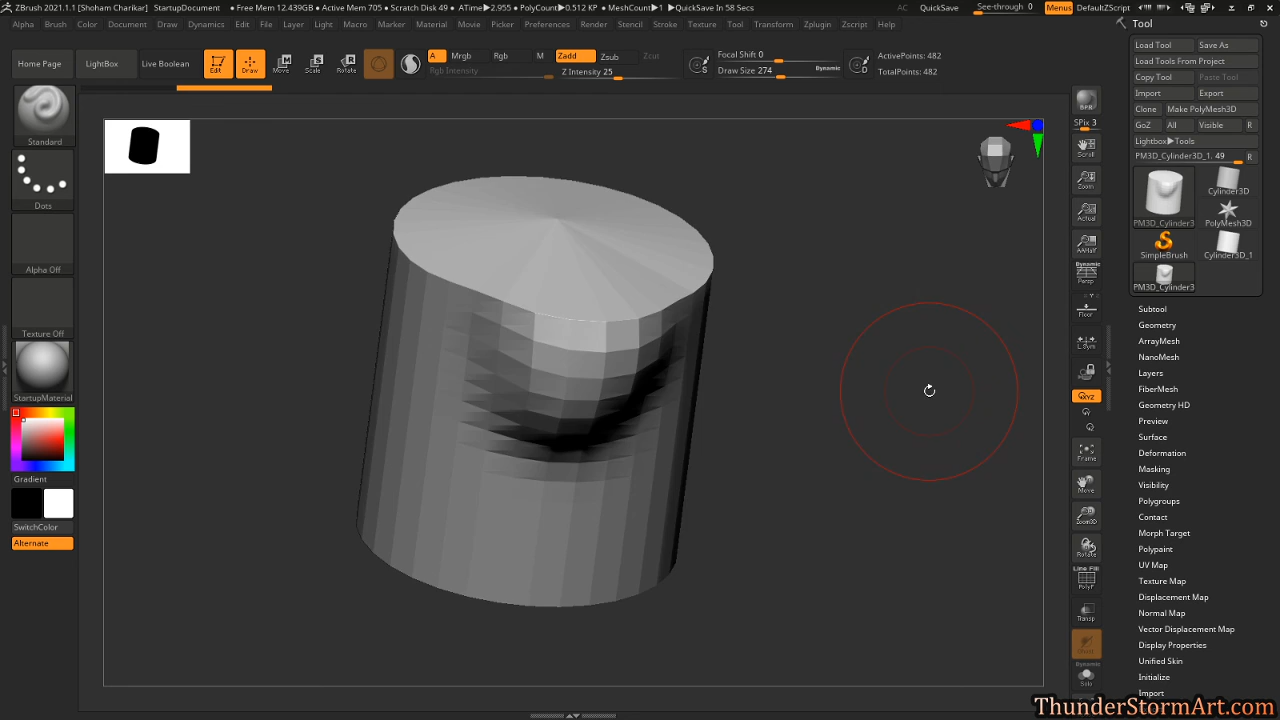 ZBrush 2021.1.1 [Shoham Charikar] StartupDocument • Free Mem 12.439GB • Active Mem 705 • Scratch Disk 49 • ATime▶2.955 • PolyCount▶0.512 KP • MeshCount▶1 ▶QuickSave In 58 Secs AC QuickSave See-through 0 Menus DefaultZScript
Alpha Brush Color Document Draw Dynamics Edit File Layer Light Macro Marker Material Movie Picker Preferences Render Stencil Stroke Texture Tool Transform Zplugin Zscript Help
Tool
Load Tool Save As
Load Tools From Project
Copy Tool Paste Tool
Import Export
Clone Make PolyMesh3D
GoZ All Visible R
Lightbox▶Tools
PM3D_Cylinder3D_1. 49 R
PM3D_Cylinder3
Cylinder3D
PolyMesh3D
SimpleBrush
Cylinder3D_1
PM3D_Cylinder3
Subtool
Geometry
ArrayMesh
NanoMesh
Layers
FiberMesh
Geometry HD
Preview
Surface
Deformation
Masking
Visibility
Polygroups
Contact
Morph Target
Polypaint
UV Map
Texture Map
Displacement Map
Normal Map
Vector Displacement Map
Display Properties
Unified Skin
Initialize
Import
Home Page LightBox Live Boolean
Edit Draw Move Scale Rotate
A Mrgb Rgb M
Rgb Intensity
Zadd Zsub Zcut
Z Intensity 25
S
Focal Shift 0
Draw Size 274 Dynamic
D
ActivePoints: 482
TotalPoints: 482
Standard
Dots
Alpha Off
Texture Off
StartupMaterial
Gradient
SwitchColor
Alternate
BPR
SPix 3
Scroll
Zoom
Actual
AAHalf
Dynamic
Persp
Y
Floor
L.Sym
XYZ
Frame
Move
Zoom3D
Rotate
Line Fill
PolyF
Transp
Dynamic
Solo
ThunderStormArt.com